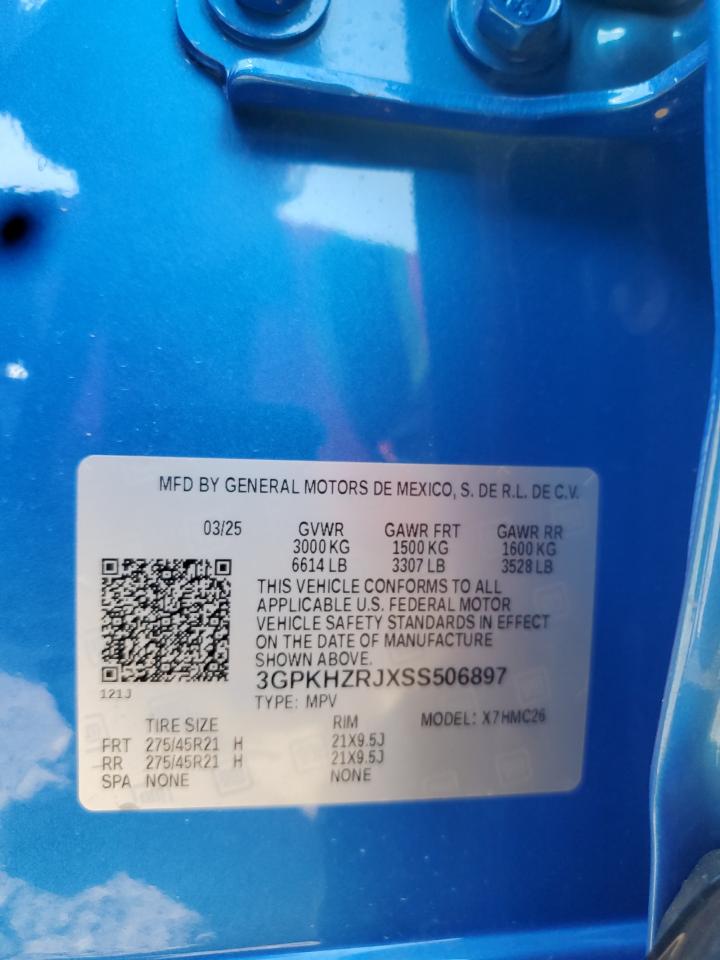 MFD BY GENERAL MOTORS DE MEXICO, S. DE R.L. DE C.V.
03/25 GVWR GAWR FRT GAWR RR
3000 KG 1500 KG 1600 KG
6614 LB 3307 LB 3528 LB
THIS VEHICLE CONFORMS TO ALL
APPLICABLE U.S. FEDERAL MOTOR
VEHICLE SAFETY STANDARDS IN EFFECT
ON THE DATE OF MANUFACTURE
SHOWN ABOVE.
3GPKHZRJXSS506897
121J
TYPE: MPV
TIRE SIZE RIM MODEL: X7HMC26
FRT 275/45R21 H 21X9.5J
RR 275/45R21 H 21X9.5J
SPA NONE NONE